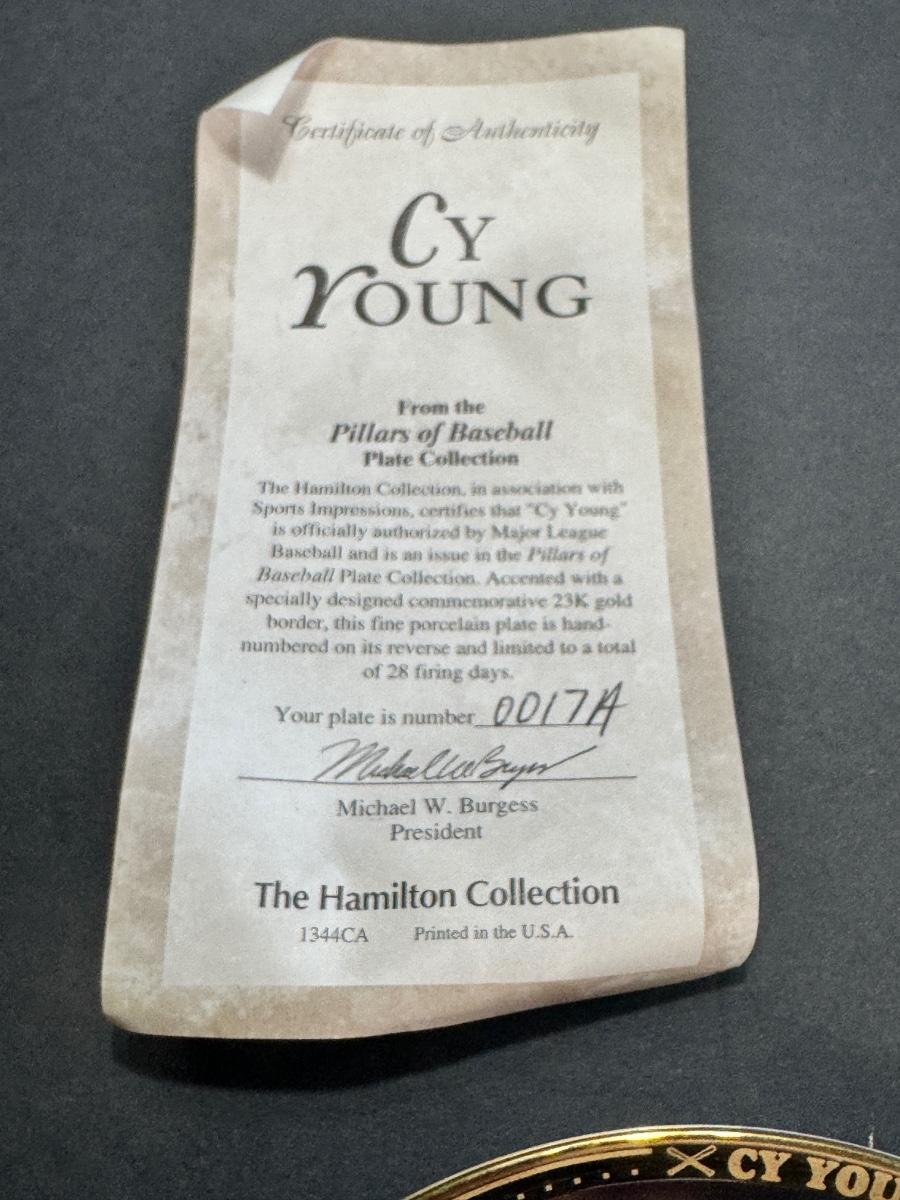 Certificate of Authenticity
CY
YOUNG
From the
Pillars of Baseball
Plate Collection
The Hamilton Collection, in association with
Sports Impressions, certifies that "Cy Young"
is officially authorized by Major League
Baseball and is an issue in the Pillars of
Baseball Plate Collection. Accented with a
specially designed commemorative 23K gold
border, this fine porcelain plate is hand-
numbered on its reverse and limited to a total
of 28 firing days.
Your plate is number 0017A
Michael W Burgess
Michael W. Burgess
President
The Hamilton Collection
1344CA Printed in the U.S.A.
CY YOU